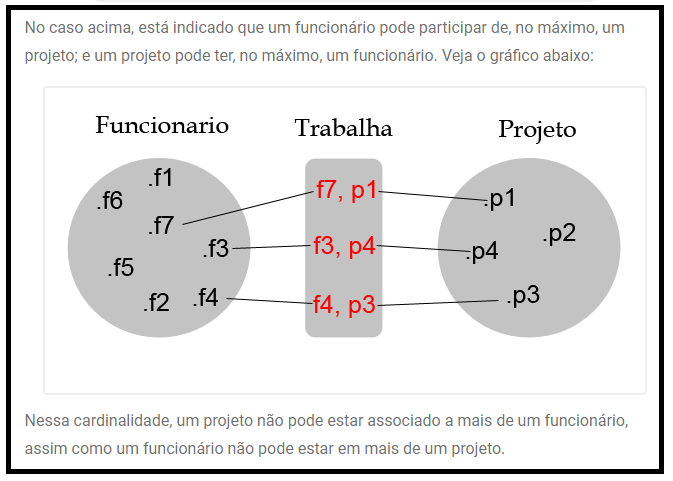 No caso acima, está indicado que um funcionário pode participar de, no máximo, um
projeto; e um projeto pode ter, no máximo, um funcionário. Veja o gráfico abaixo:
Funcionario
Trabalha
Projeto
.f1
.f6
.f7
.f3
.f5
.f2
.f4
f7, p1
f3, p4
f4, p3
.p1
.p2
.p4
.p3
Nessa cardinalidade, um projeto não pode estar associado a mais de um funcionário,
assim como um funcionário não pode estar em mais de um projeto.